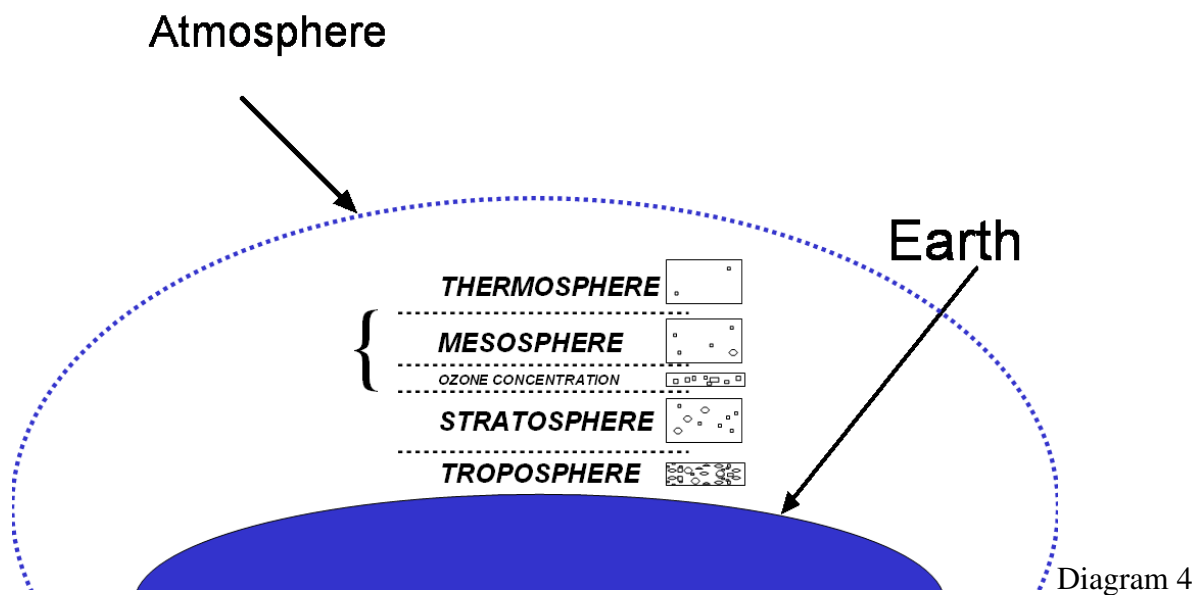 Atmosphere
Earth
THERMOSPHERE
MESOSPHERE
OZONE CONCENTRATION
STRATOSPHERE
TROPOSPHERE
Diagram 4